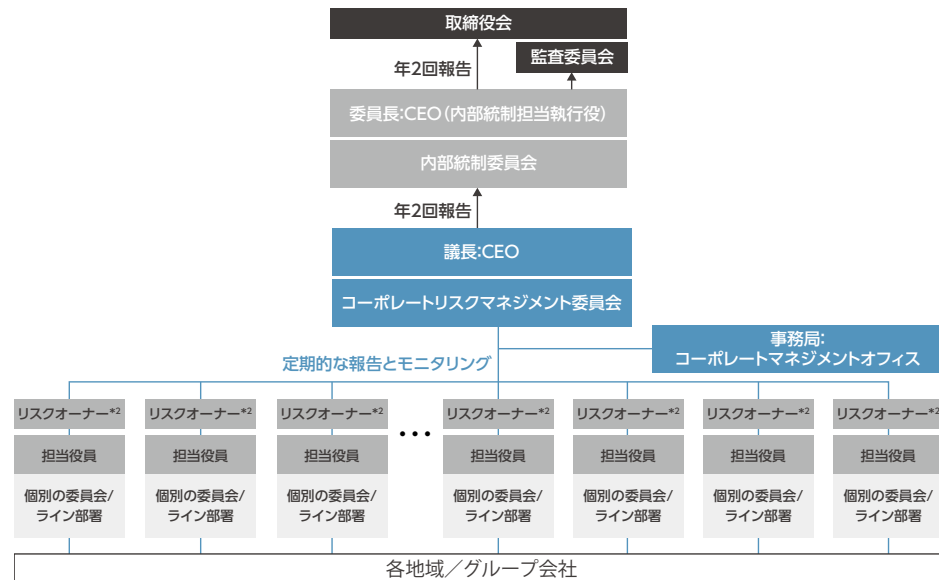 取締役会
監査委員会
年2回報告
委員長:CEO(内部統制担当執行役)
内部統制委員会
年2回報告
議長:CEO
コーポレートリスクマネジメント委員会
事務局:
コーポレートマネジメントオフィス
定期的な報告とモニタリング
リスクオーナー*2 リスクオーナー*2 リスクオーナー*2 ••• リスクオーナー*2 リスクオーナー*2 リスクオーナー*2 リスクオーナー*2
担当役員 担当役員 担当役員 担当役員 担当役員 担当役員 担当役員
個別の委員会/ 個別の委員会/ 個別の委員会/ 個別の委員会/ 個別の委員会/ 個別の委員会/ 個別の委員会/
ライン部署 ライン部署 ライン部署 ライン部署 ライン部署 ライン部署 ライン部署
各地域/グループ会社